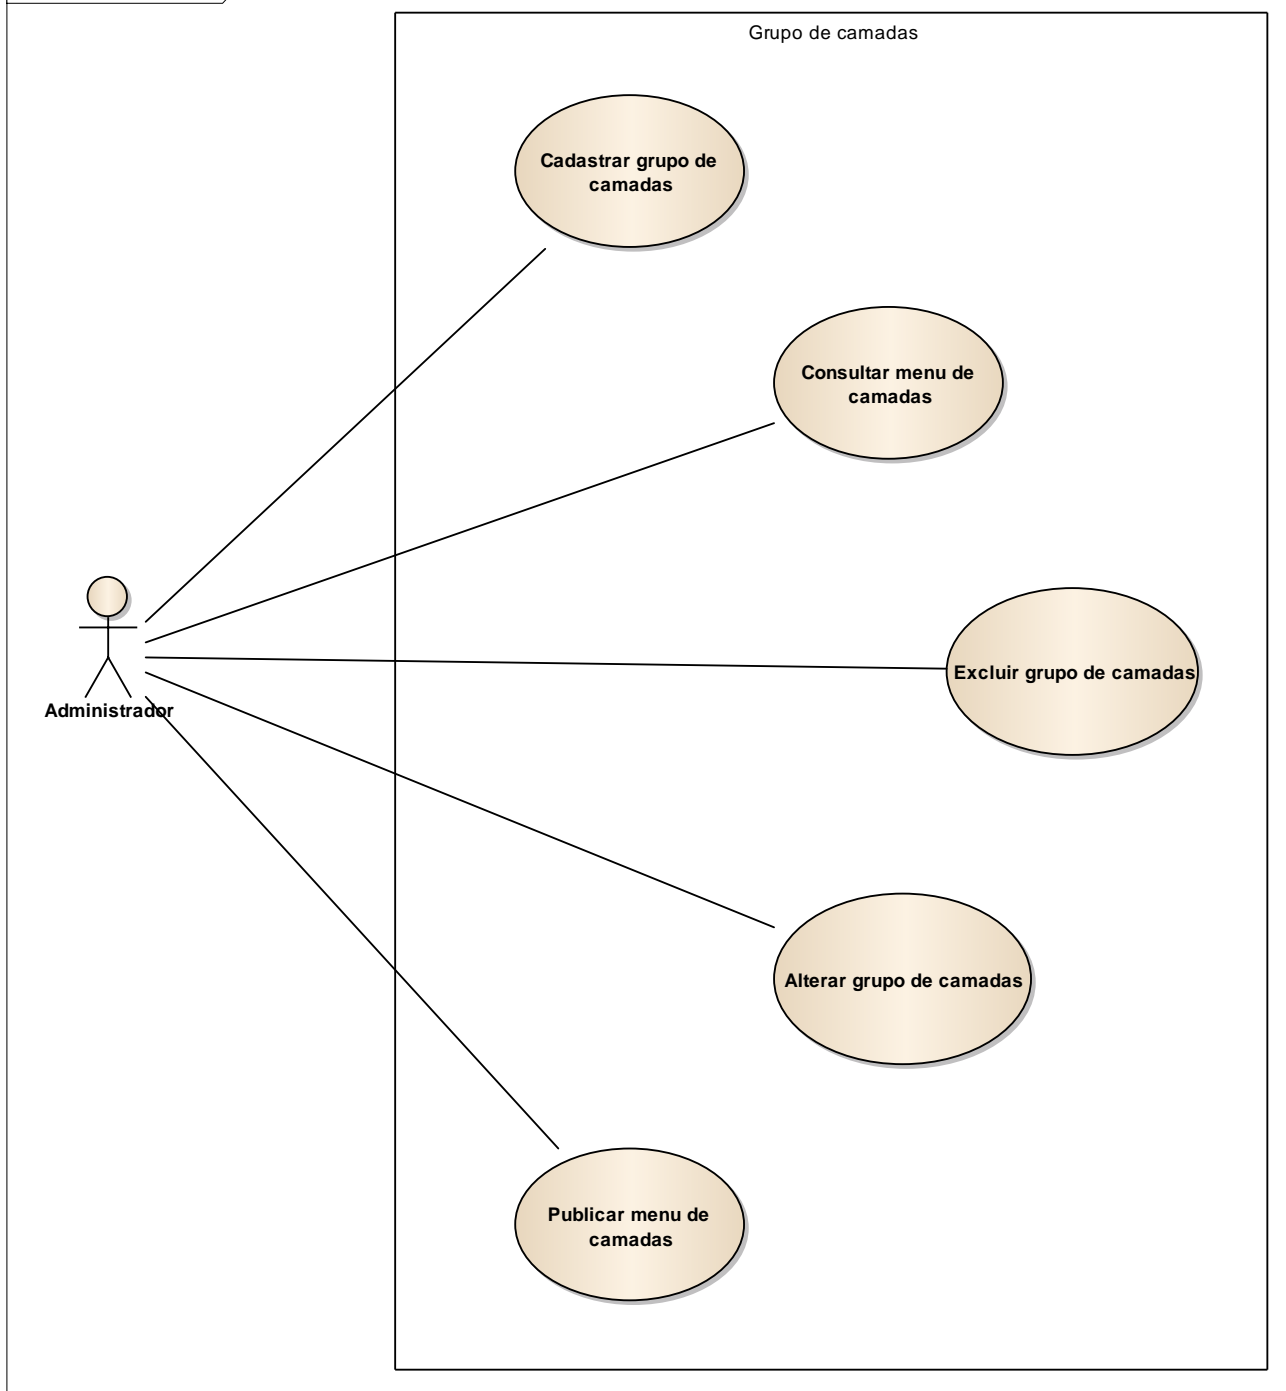 Grupo de camadas
Cadastrar grupo de
camadas
Consultar menu de
camadas
Excluir grupo de camadas
Administrador
Alterar grupo de camadas
Publicar menu de
camadas